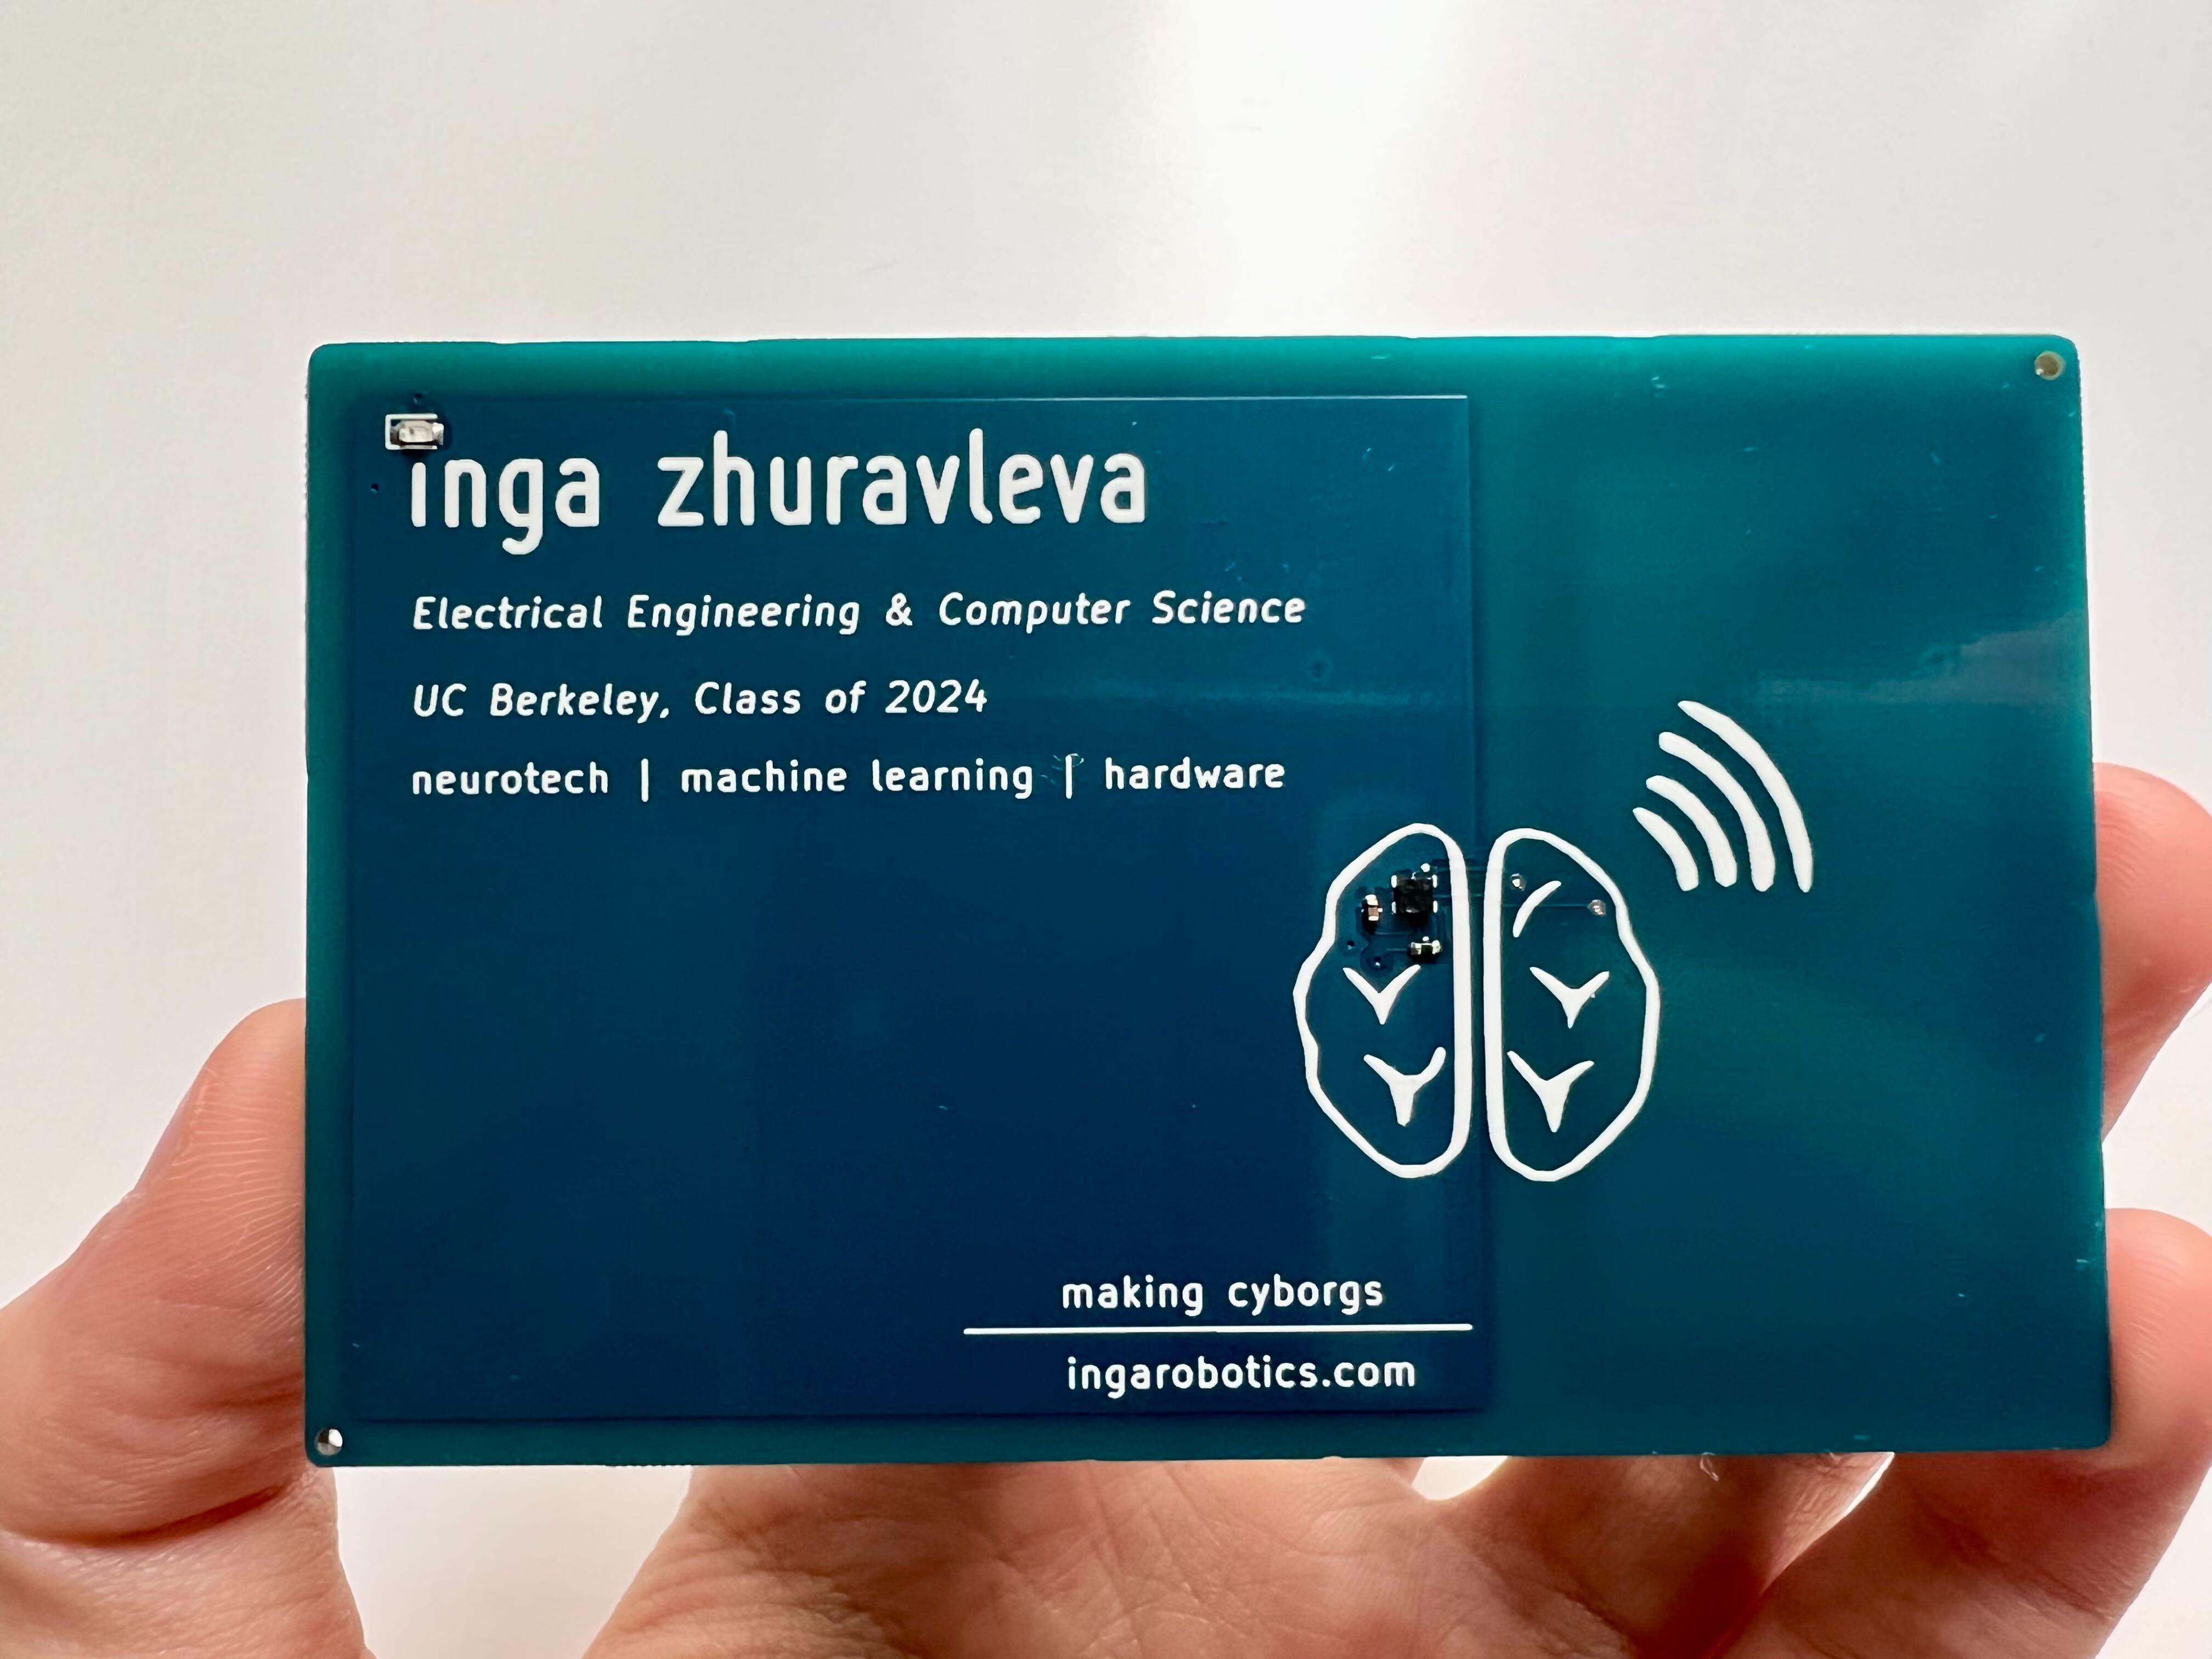 inga zhuravleva
Electrical Engineering & Computer Science
UC Berkeley, Class of 2024
neurotech | machine learning | hardware
making cyborgs
ingarobotics.com